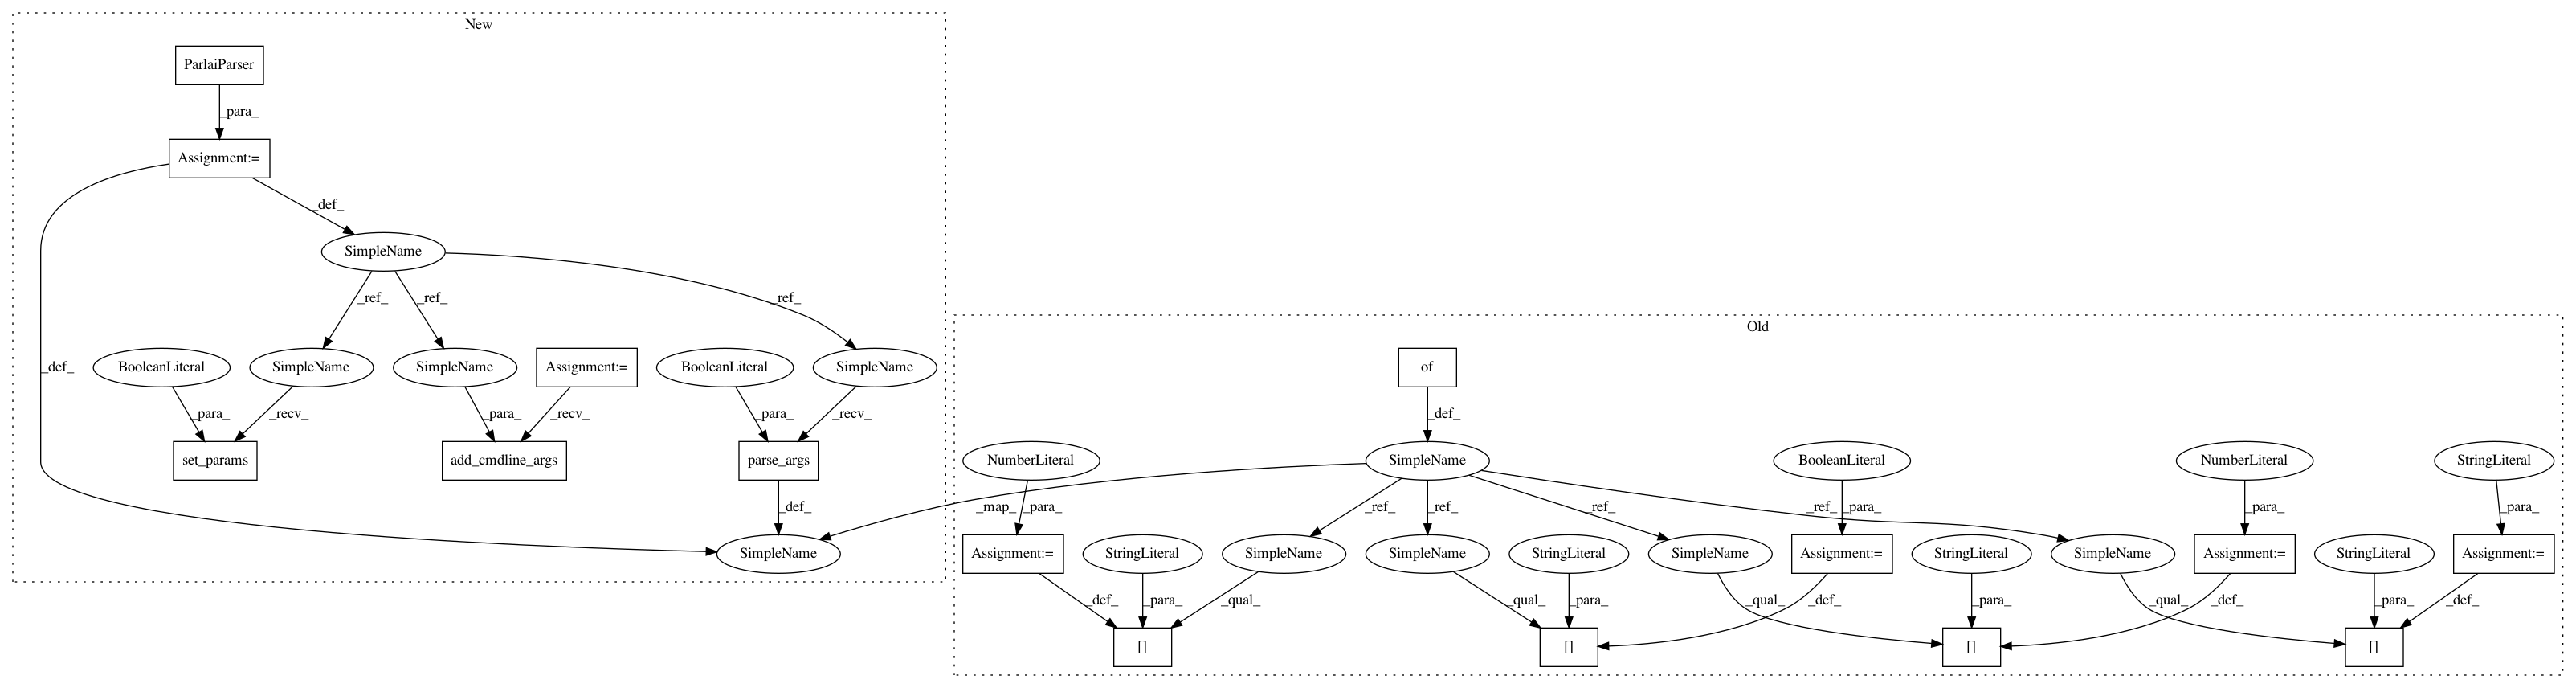 New
ParlaiParser
_para_
Assignment:=
_def_
SimpleName
_ref_
_ref_
_ref_
Old
_def_
BooleanLiteral
SimpleName
SimpleName
Assignment:=
BooleanLiteral
SimpleName
of
_para_
_recv_
_para_
_recv_
_para_
_recv_
_def_
set_params
add_cmdline_args
parse_args
NumberLiteral
SimpleName
BooleanLiteral
NumberLiteral
StringLiteral
_def_
_map_
_para_
_ref_
_ref_
_ref_
_ref_
_para_
_para_
_para_
SimpleName
Assignment:=
StringLiteral
SimpleName
SimpleName
StringLiteral
SimpleName
Assignment:=
StringLiteral
SimpleName
Assignment:=
StringLiteral
Assignment:=
_def_
_para_
_qual_
_qual_
_para_
_qual_
_def_
_para_
_qual_
_def_
_para_
_def_
[]
[]
[]
[]